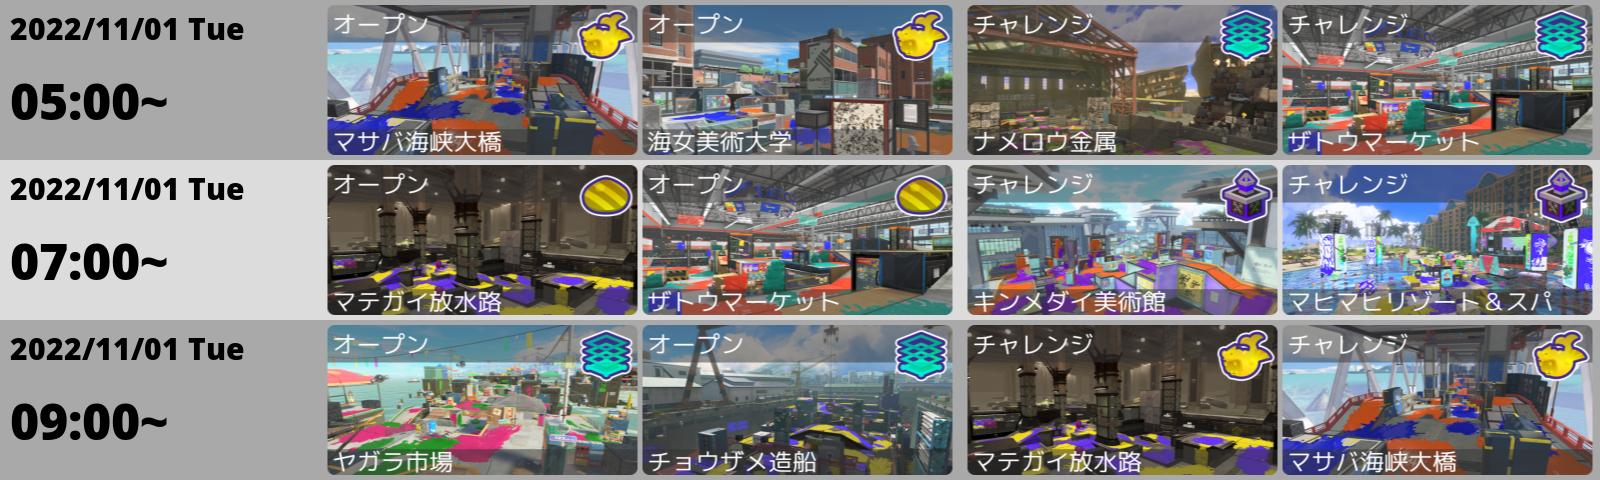 2022/11/01 Tue
05:00~
オープン
マサバ海峡大橋
オープン
海女美術大学
チャレンジ
ナメロウ金属
チャレンジ
ザトウマーケット
2022/11/01 Tue
07:00~
オープン
マテガイ放水路
オープン
ザトウマーケット
チャレンジ
キンメダイ美術館
チャレンジ
マヒマヒリゾート＆スパ
2022/11/01 Tue
09:00~
オープン
ヤガラ市場
オープン
チョウザメ造船
チャレンジ
マテガイ放水路
チャレンジ
マサバ海峡大橋